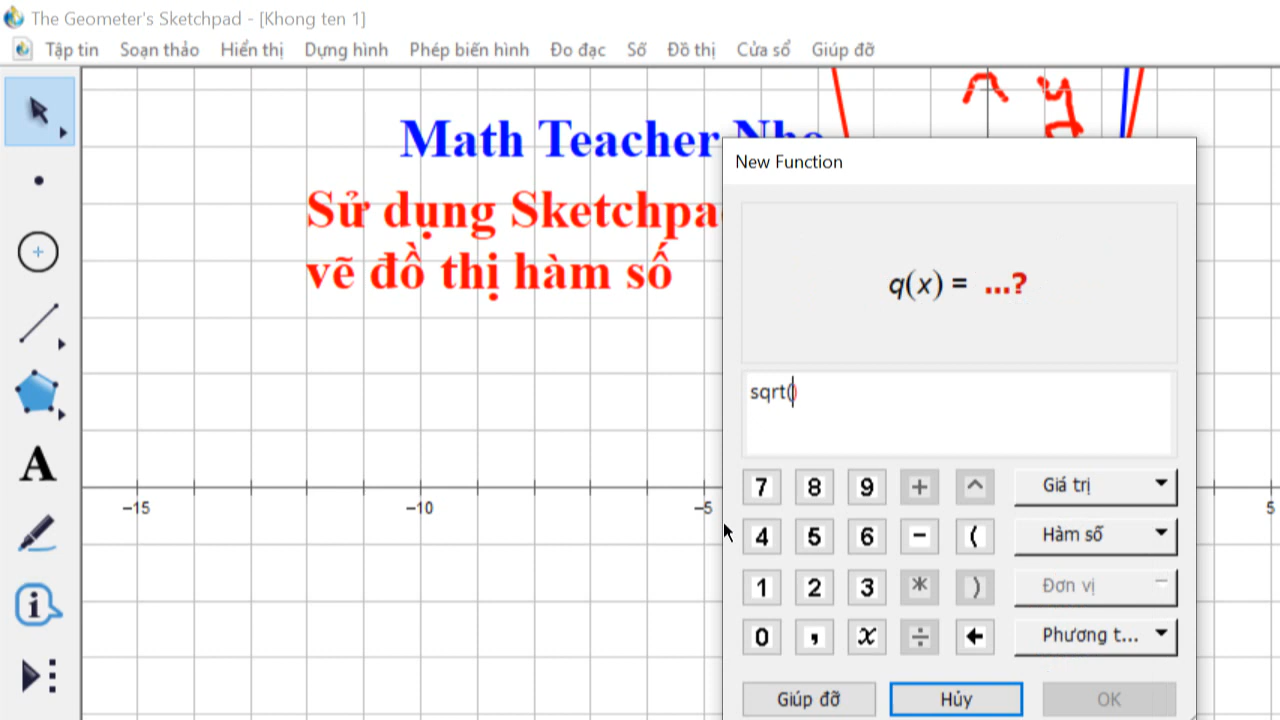 The Geometer's Sketchpad - [Khong ten 1]
Tập tin Soạn thảo Hiển thị Dựng hình Phép biến hình Đo đạc Số Đồ thị Cửa sổ Giúp đỡ
y
Math Teacher Nho
Sử dụng Sketchpad
vẽ đồ thị hàm số
New Function
q(x) = ...?
sqrt()
7 8 9 + ^ Giá trị
4 5 6 - ( Hàm số
1 2 3 * ) Đơn vị
0 , x ÷ ← Phương t...
Giúp đỡ Hủy OK
−15 −10 −5 5
A
i